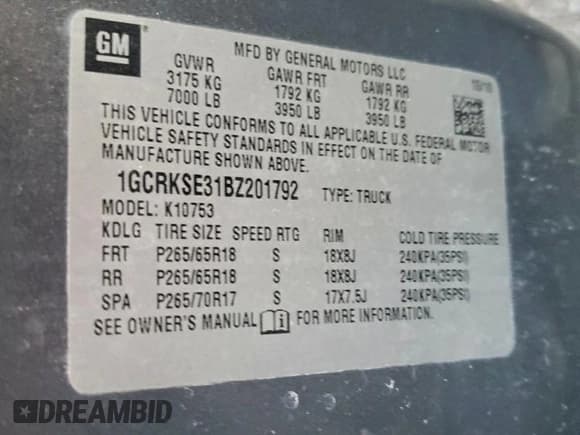 GM
MFD BY GENERAL MOTORS LLC
10/10
GVWR GAWR FRT GAWR RR
3175 KG 1792 KG 1792 KG
7000 LB 3950 LB 3950 LB
THIS VEHICLE CONFORMS TO ALL APPLICABLE U.S. FEDERAL MOTOR
VEHICLE SAFETY STANDARDS IN EFFECT ON THE DATE OF
MANUFACTURE SHOWN ABOVE.
1GCRKSE31BZ201792 TYPE: TRUCK
MODEL: K10753
KDLG TIRE SIZE SPEED RTG RIM COLD TIRE PRESSURE
FRT P265/65R18 S 18X8J 240KPA(35PSI)
RR P265/65R18 S 18X8J 240KPA(35PSI)
SPA P265/70R17 S 17X7.5J 240KPA(35PSI)
SEE OWNER'S MANUAL FOR MORE INFORMATION.
DREAMBID